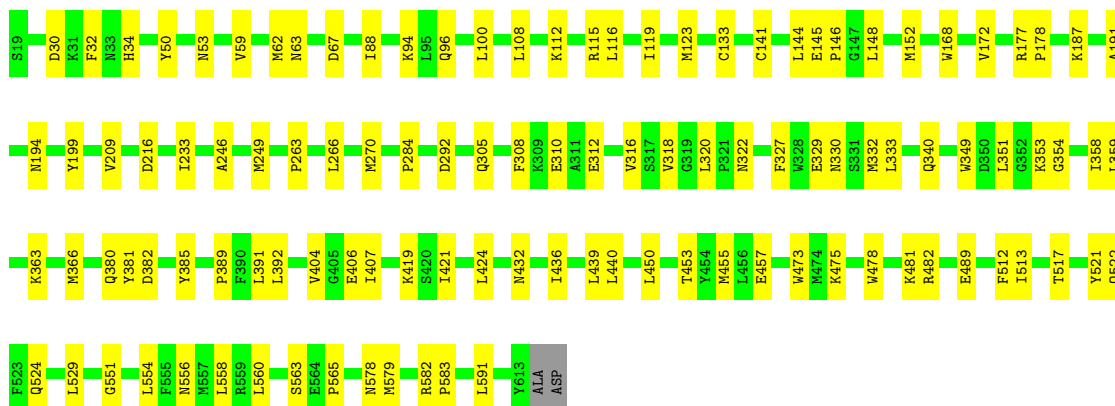 S19 D30 K31 F32 N33 H34 Y50 N53 V59 M62 N63 D67 I88 K94 L95 Q96 L100 L108 K112 R115 L116 I119 M123 C133 C141 L144 E145 P146 G147 L148 M152 W168 V172 R177 P178 K187 A191
N194 Y199 V209 D216 I233 A246 M249 P263 L266 M270 P284 D292 Q305 F308 K309 E310 A311 E312 V316 S317 V318 G319 L320 P321 N322 F327 W328 E329 N330 S331 M332 L333 Q340 W349 D350 L351 G352 K353 G354 I358 L359
K363 M366 Q380 Y381 D382 Y385 P389 F390 L391 L392 V404 G405 E406 I407 K419 S420 I421 L424 N432 I436 L439 L440 L450 T453 Y454 M455 L456 E457 W473 M474 K475 W478 K481 R482 E489 F512 I513 T517 Y521 Q522
F523 Q524 L529 G551 L554 F555 N556 M557 L558 R559 L560 S563 E564 P565 N578 M579 R582 P583 L591 Y613 ALA ASP